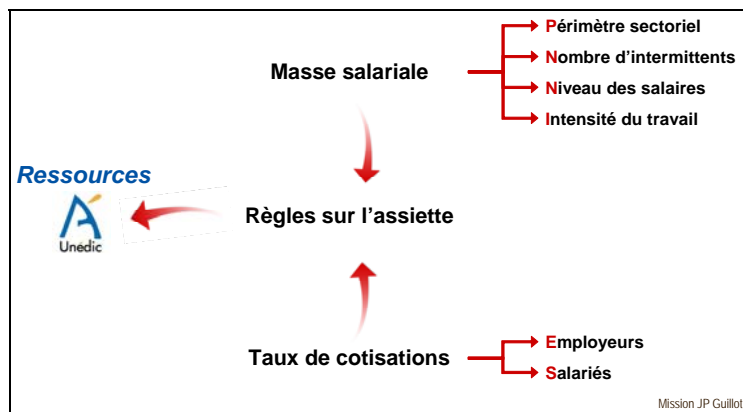 Périmètre sectoriel
Nombre d'intermittents
Masse salariale
Niveau des salaires
Intensité du travail
Ressources
Unédic
Règles sur l'assiette
Taux de cotisations
Employeurs
Salariés
Mission JP Guillot